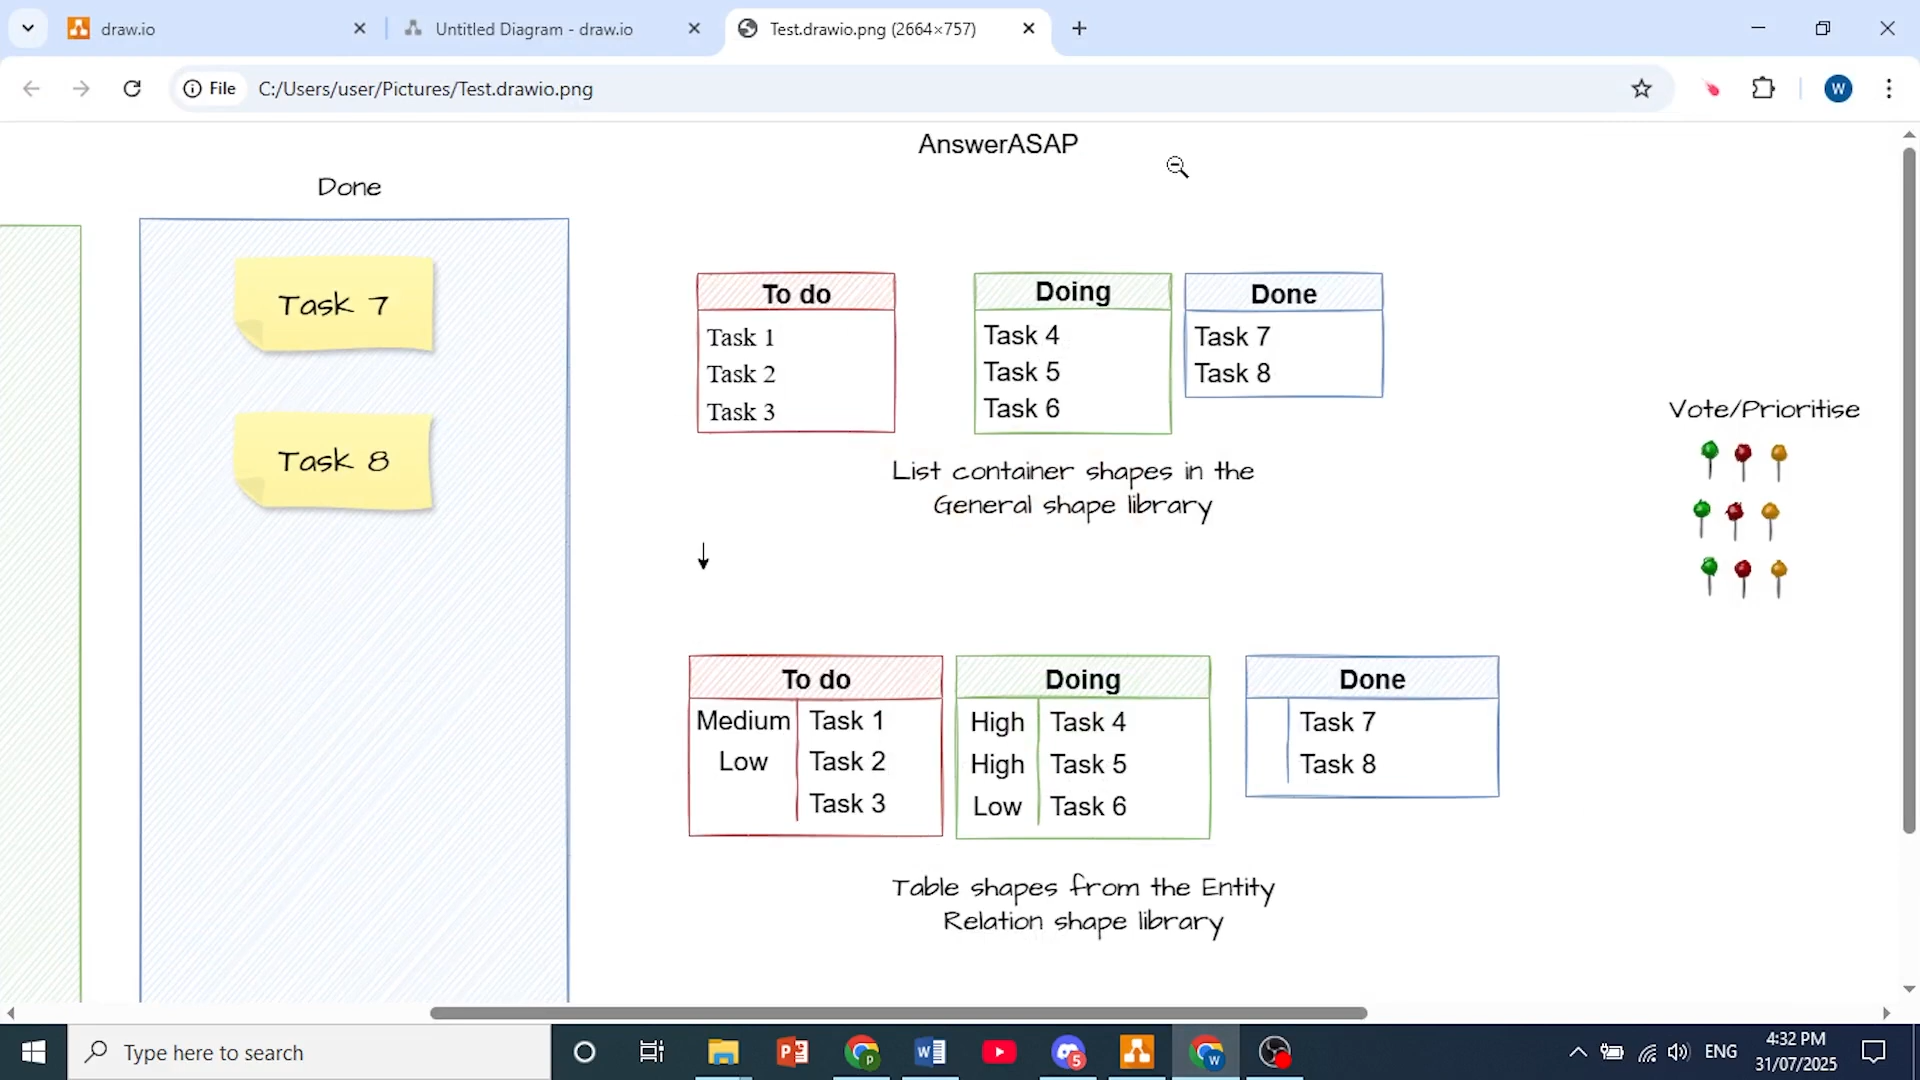 draw.io
Untitled Diagram - draw.io
Test.drawio.png (2664×757)
File
C:/Users/user/Pictures/Test.drawio.png
W
AnswerASAP
Done
Task 7
Task 8
To do
Task 1
Task 2
Task 3
Doing
Task 4
Task 5
Task 6
Done
Task 7
Task 8
List container shapes in the
General shape library
Vote/Prioritise
To do
Medium Task 1
Low Task 2
Task 3
Doing
High Task 4
High Task 5
Low Task 6
Done
Task 7
Task 8
Table shapes from the Entity
Relation shape library
Type here to search
P
P
W
5
W
ENG
4:32 PM
31/07/2025